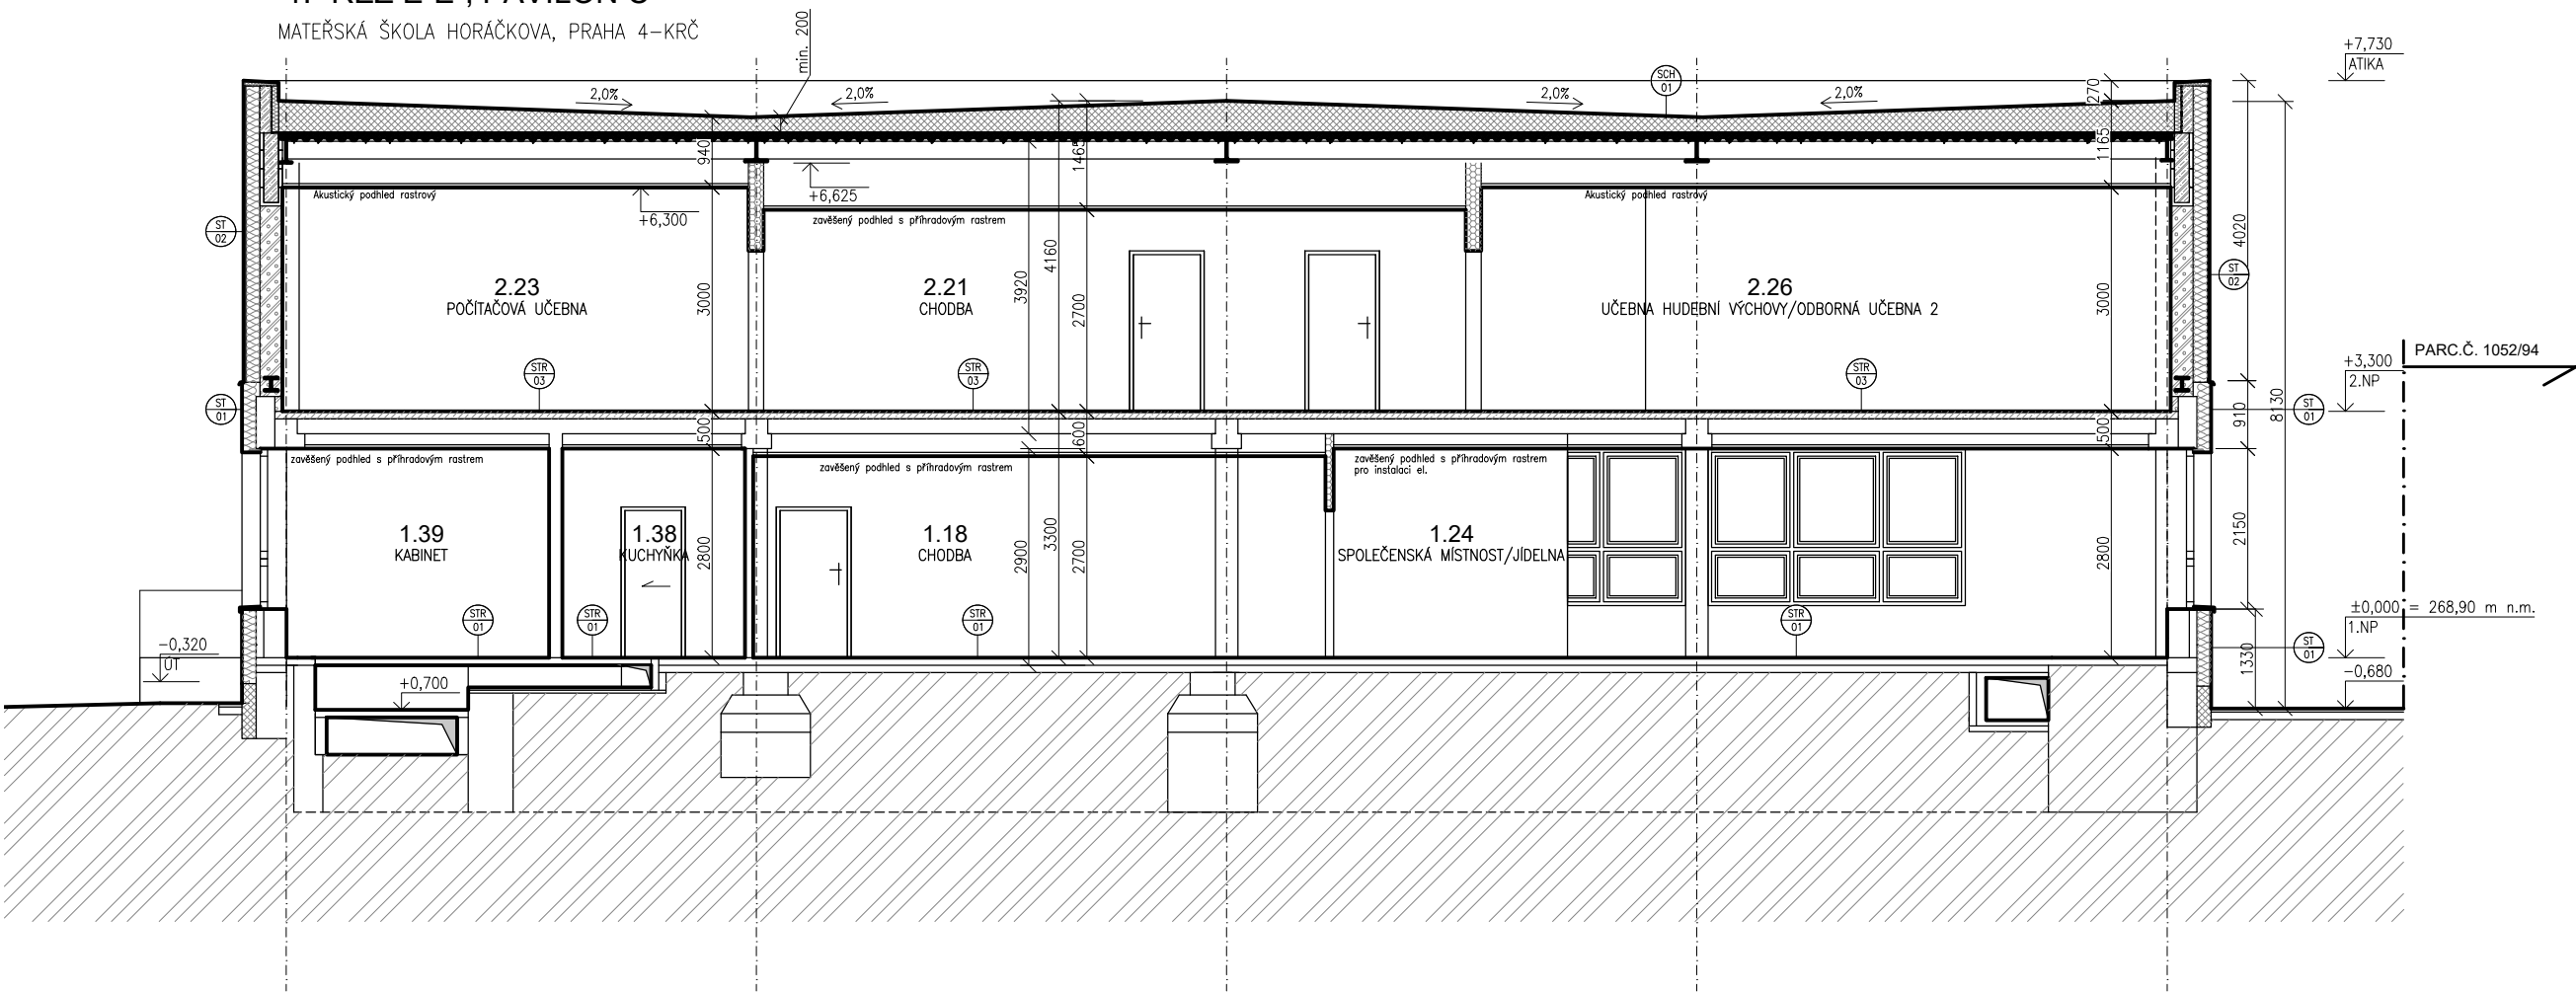 MATEŘSKÁ ŠKOLA HORÁČKOVA, PRAHA 4-KRČ
min. 200
+7,730
ATIKA
2,0%
2,0%
SCH
01
2,0%
2,0%
270
940
1465
1165
Akustický podhled rastrový
+6,300
+6,625
zavěšený podhled s příhradovým rastrem
Akustický podhled rastrový
ST
02
ST
02
4020
2.23
POČÍTAČOVÁ UČEBNA
3000
2.21
CHODBA
3920
4160
2700
2.26
UČEBNA HUDEBNÍ VÝCHOVY/ODBORNÁ UČEBNA 2
3000
STR
03
STR
03
STR
03
+3,300
2.NP
PARC.Č. 1052/94
ST
01
ST
01
910
8130
500
600
500
zavěšený podhled s příhradovým rastrem
zavěšený podhled s příhradovým rastrem
zavěšený podhled s příhradovým rastrem
pro instalaci el.
1.39
KABINET
1.38
KUCHYŇKA
2800
1.18
CHODBA
2900
3300
2700
1.24
SPOLEČENSKÁ MÍSTNOST/JÍDELNA
2800
2150
STR
01
STR
01
STR
01
STR
01
±0,000 = 268,90 m n.m.
1.NP
-0,320
ÚT
ST
01
1330
-0,680
+0,700